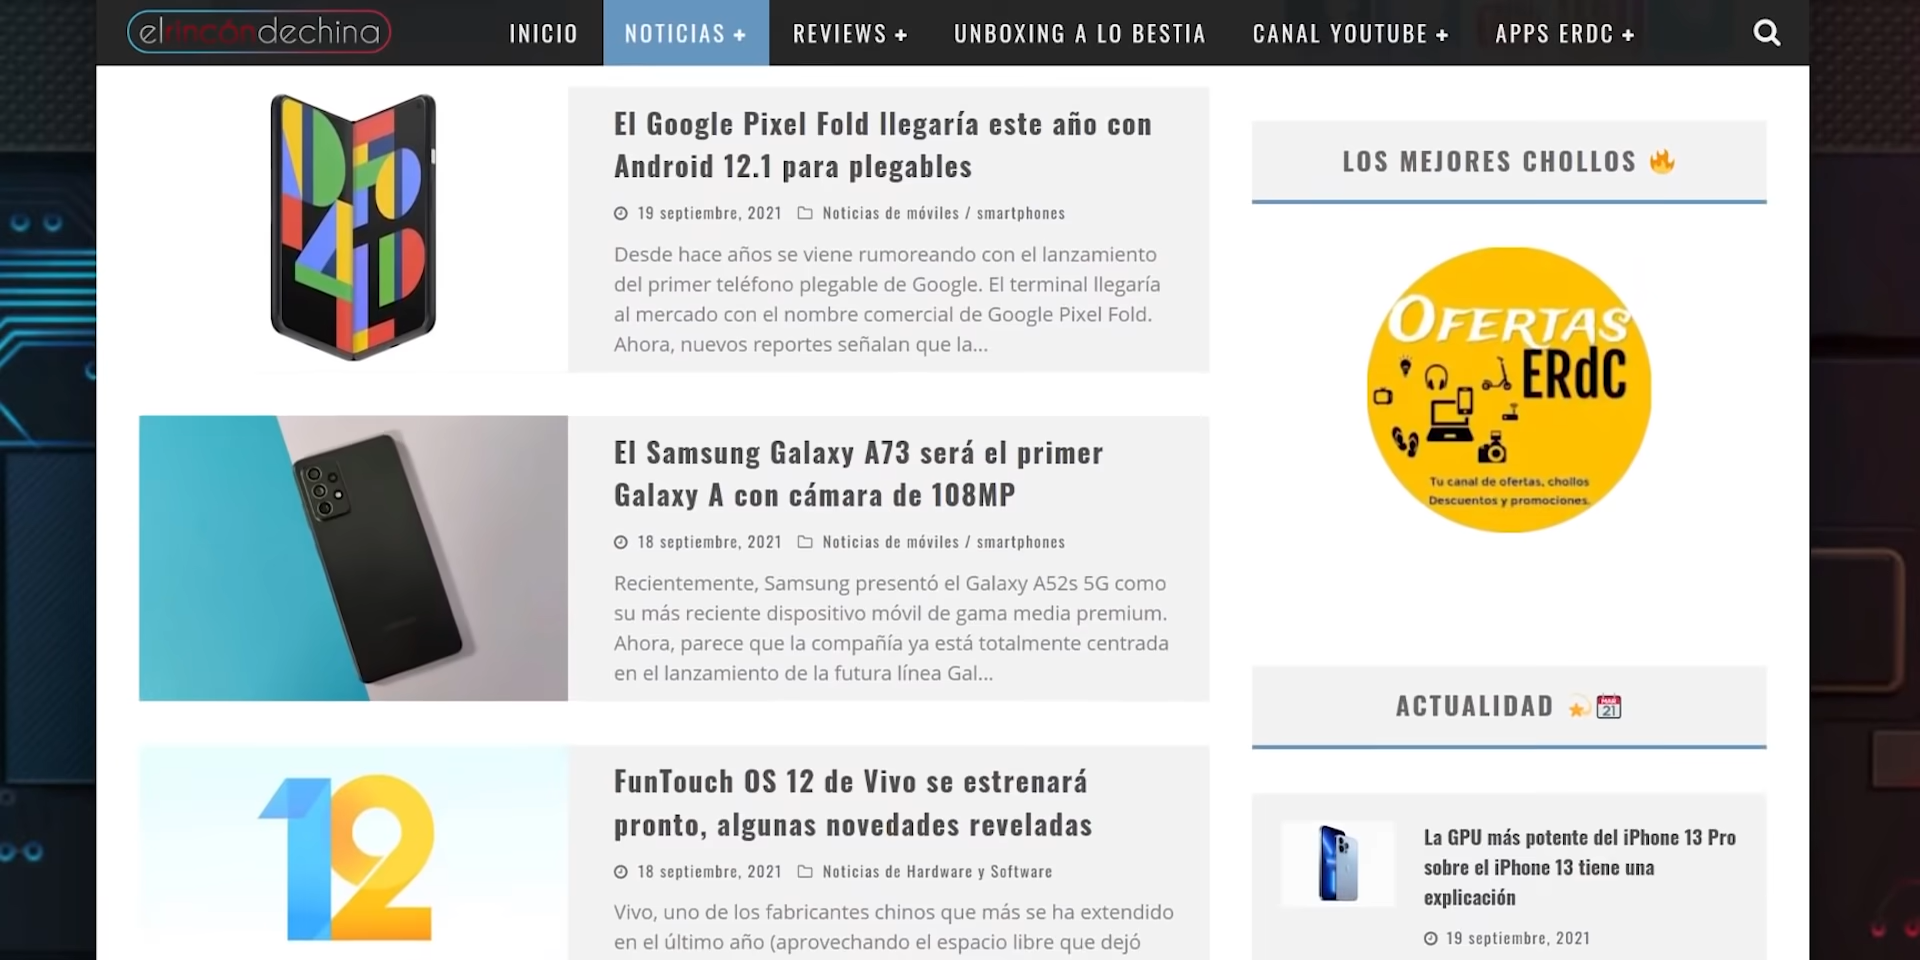 elrincóndechina
INICIO
NOTICIAS +
REVIEWS +
UNBOXING A LO BESTIA
CANAL YOUTUBE +
APPS ERDC +
El Google Pixel Fold llegaría este año con
Android 12.1 para plegables
19 septiembre, 2021 Noticias de móviles / smartphones
Desde hace años se viene rumoreando con el lanzamiento
del primer teléfono plegable de Google. El terminal llegaría
al mercado con el nombre comercial de Google Pixel Fold.
Ahora, nuevos reportes señalan que la...
El Samsung Galaxy A73 será el primer
Galaxy A con cámara de 108MP
18 septiembre, 2021 Noticias de móviles / smartphones
Recientemente, Samsung presentó el Galaxy A52s 5G como
su más reciente dispositivo móvil de gama media premium.
Ahora, parece que la compañía ya está totalmente centrada
en el lanzamiento de la futura línea Gal...
12
FunTouch OS 12 de Vivo se estrenará
pronto, algunas novedades reveladas
18 septiembre, 2021 Noticias de Hardware y Software
Vivo, uno de los fabricantes chinos que más se ha extendido
en el último año (aprovechando el espacio libre que dejó
LOS MEJORES CHOLLOS
OFERTAS
ERdC
Tu canal de ofertas, chollos
Descuentos y promociones.
ACTUALIDAD
La GPU más potente del iPhone 13 Pro
sobre el iPhone 13 tiene una
explicación
19 septiembre, 2021